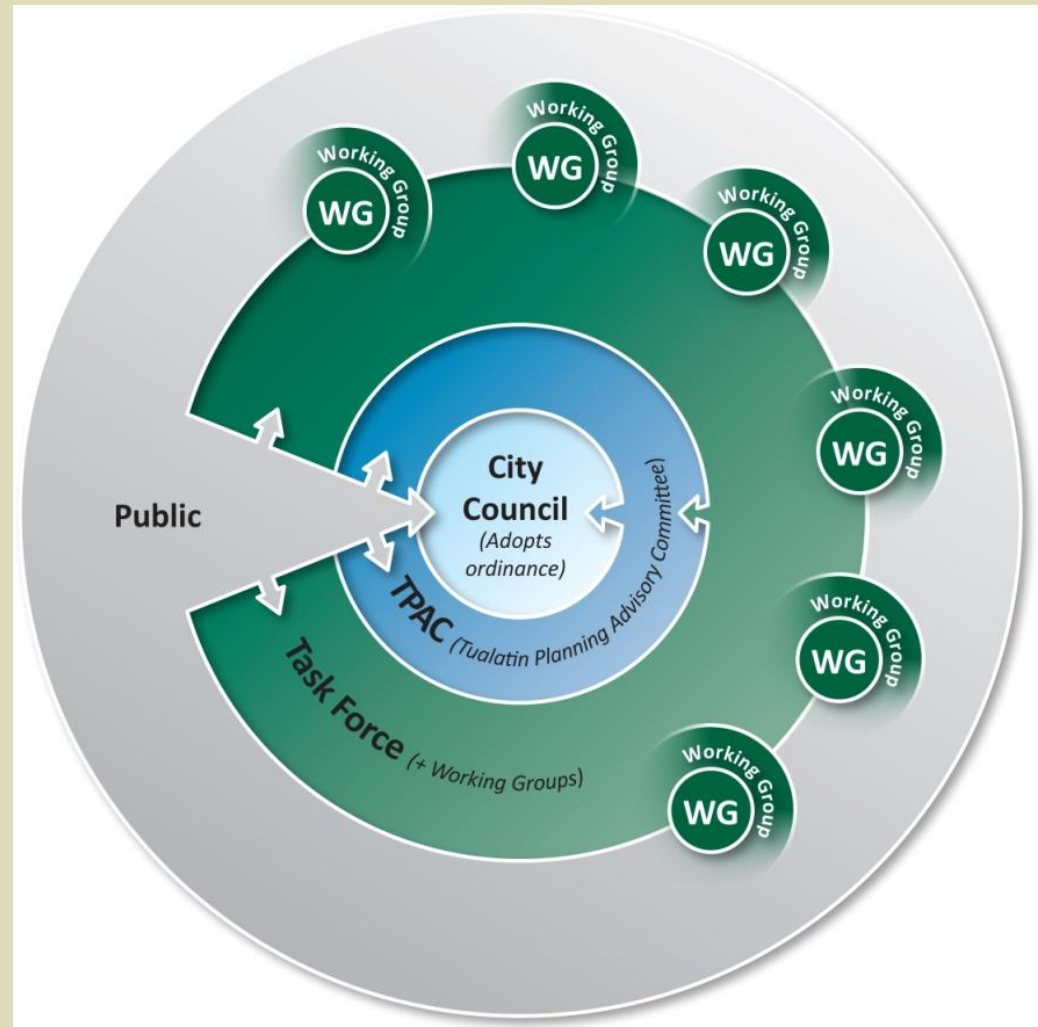 Working Group
WG
Working Group
WG
Working Group
WG
Working Group
WG
Working Group
WG
Working Group
WG
Public
City
Council
(Adopts
ordinance)
TPAC (Tualatin Planning Advisory Committee)
Task Force (+ Working Groups)